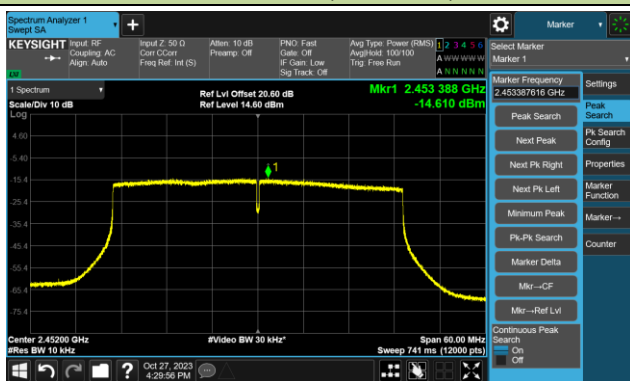 Spectrum Analyzer 1
Swept SA
+
Marker
KEYSIGHT
Input: RF
Coupling: AC
Align: Auto
Input Z: 50 Ω
Corr CCorr
Freq Ref: Int (S)
Atten: 10 dB
Preamp: Off
PNO: Fast
Gate: Off
IF Gain: Low
Sig Track: Off
Avg Type: Power (RMS)
Avg|Hold: 100/100
Trig: Free Run
1 2 3 4 5 6
A W W W W W
A N N N N N
Select Marker
Marker 1
1 Spectrum
Scale/Div 10 dB
Log
Ref Lvl Offset 20.60 dB
Ref Level 14.60 dBm
Mkr1 2.453 388 GHz
-14.610 dBm
4.60
-5.40
-15.4
-25.4
-35.4
-45.4
-55.4
-65.4
-75.4
1
Center 2.45200 GHz
#Res BW 10 kHz
#Video BW 30 kHz*
Span 60.00 MHz
Sweep 741 ms (12000 pts)
Marker Frequency
2.453387616 GHz
Peak Search
Next Peak
Next Pk Right
Next Pk Left
Minimum Peak
Pk-Pk Search
Marker Delta
Mkr→CF
Mkr→Ref Lvl
Continuous Peak
Search
On
Off
Settings
Peak
Search
Pk Search
Config
Properties
Marker
Function
Marker→
Counter
?
Oct 27, 2023
4:29:56 PM